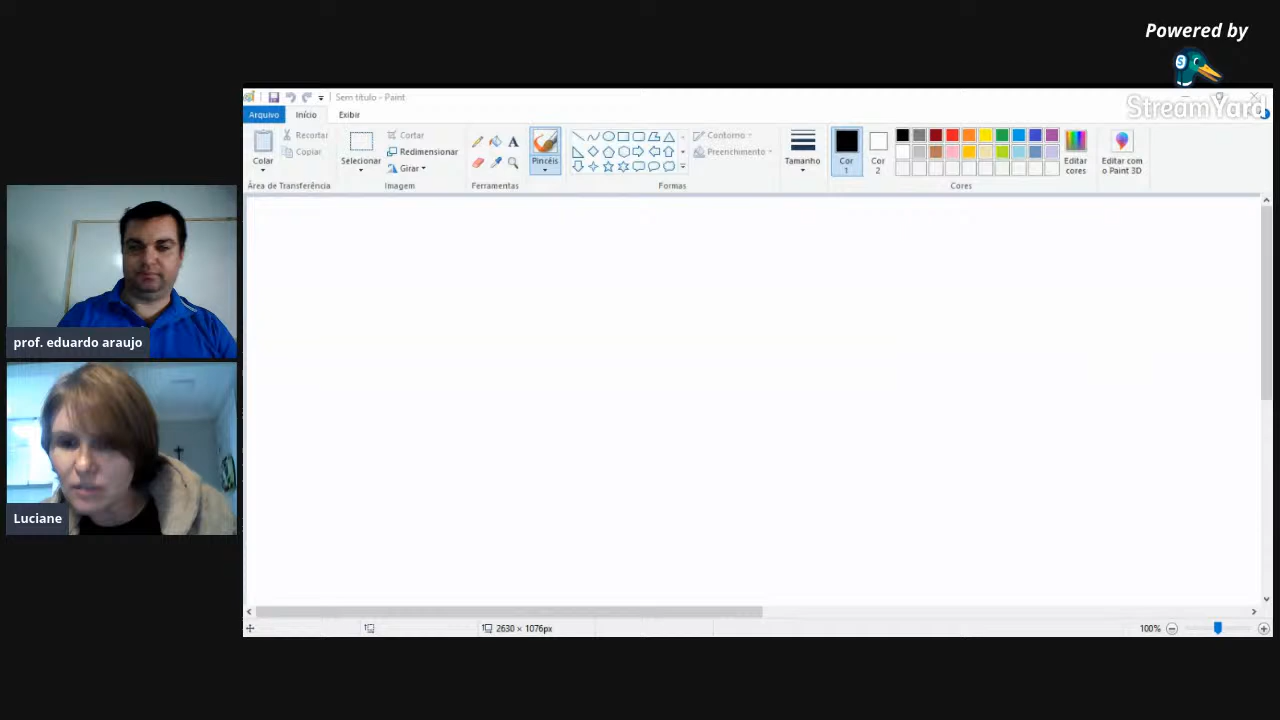 Powered by
StreamYard
Sem título - Paint
Arquivo Início Exibir
Colar
Recortar
Copiar
Área de Transferência
Selecionar
Cortar
Redimensionar
Girar
Imagem
A
Ferramentas
Pincéis
Contorno
Preenchimento
Formas
Tamanho
Cor
1
Cor
2
Editar
cores
Cores
Editar com
o Paint 3D
prof. eduardo araujo
Luciane
2630 × 1076px
100%